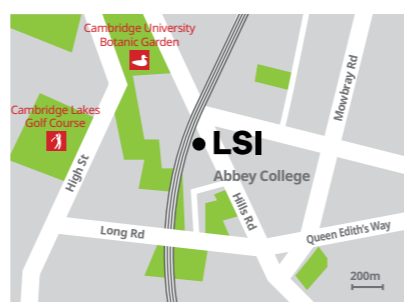 Cambridge University
Botanic Garden
Cambridge Lakes
Golf Course
High St
Mowbray Rd
LSI
Abbey College
Hills Rd
Long Rd
Queen Edith's Way
200m